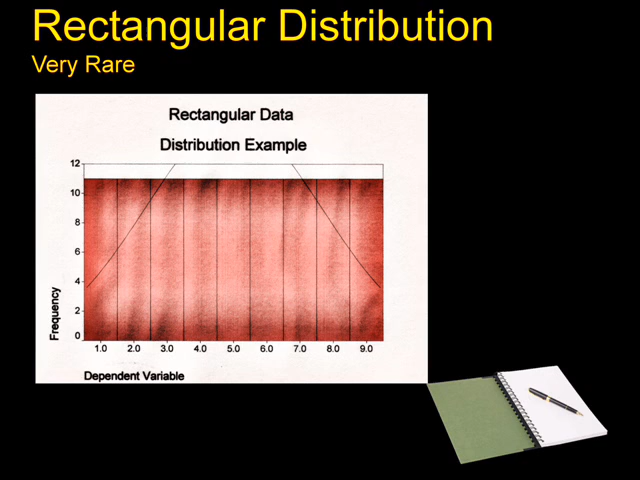 Rectangular Distribution
Very Rare
Rectangular Data
Distribution Example
12
10
8
6
4
2
0
Frequency
1.0 2.0 3.0 4.0 5.0 6.0 7.0 8.0 9.0
Dependent Variable